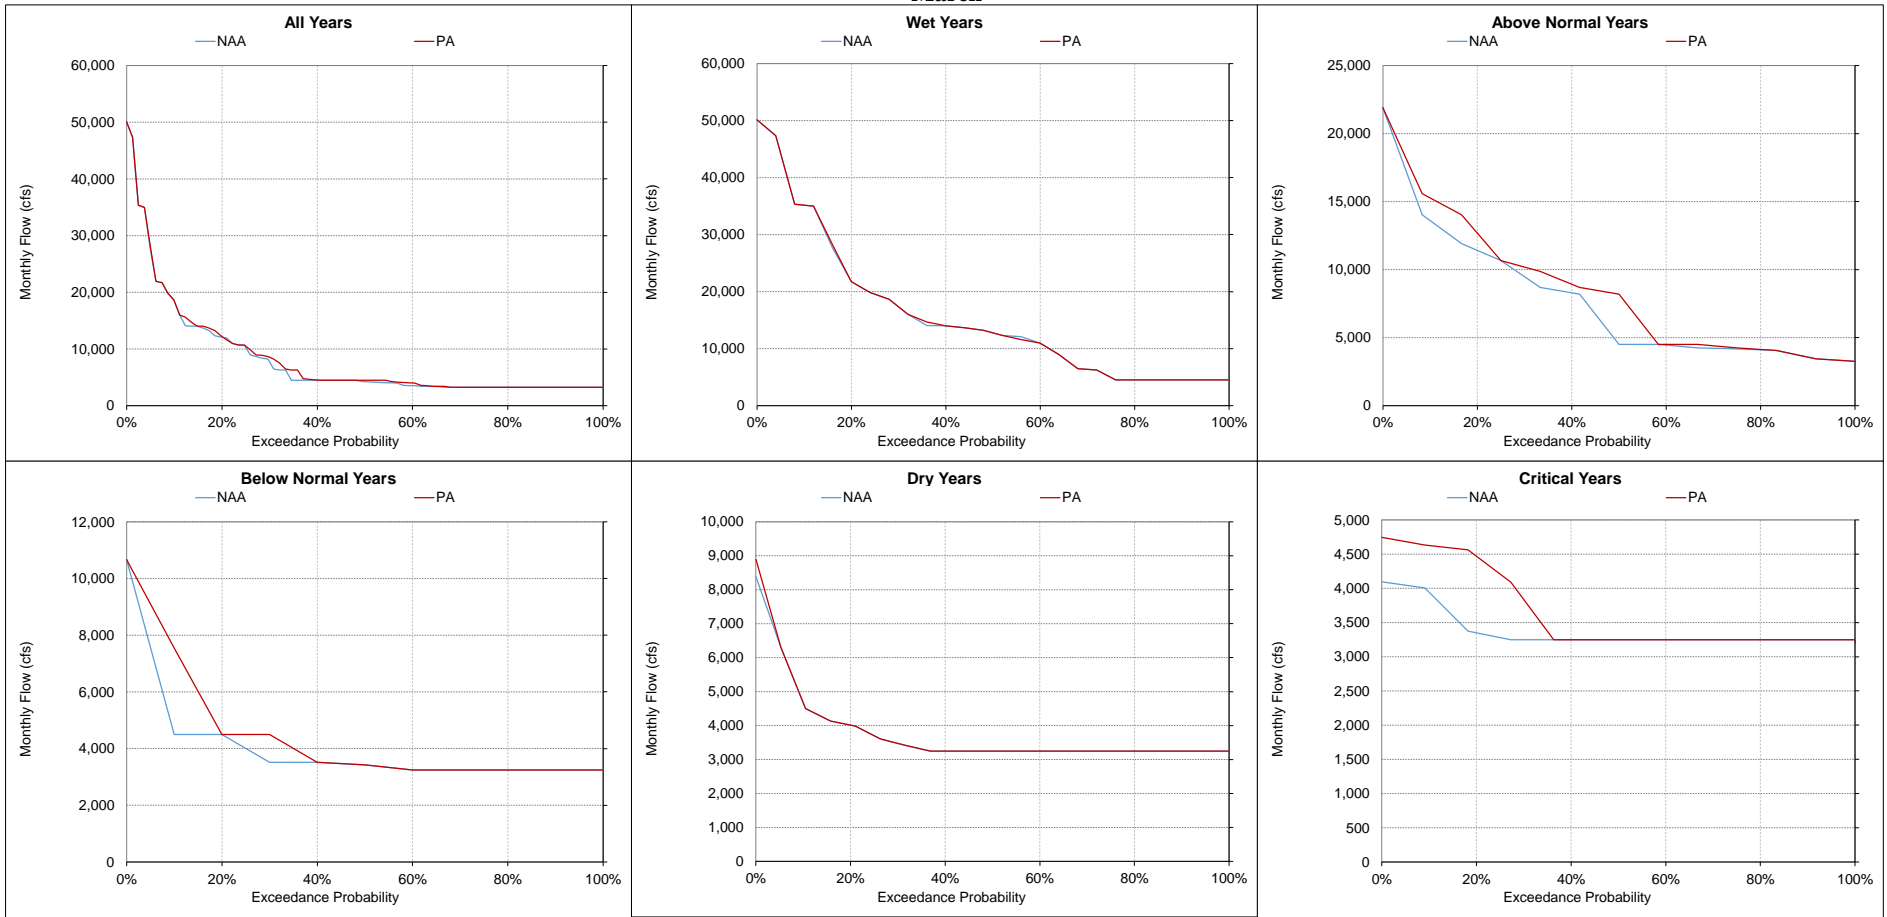 All Years
NAA PA
60,000
50,000
40,000
30,000
20,000
10,000
0
Monthly Flow (cfs)
0% 20% 40% 60% 80% 100%
Exceedance Probability
Wet Years
NAA PA
60,000
50,000
40,000
30,000
20,000
10,000
0
Monthly Flow (cfs)
0% 20% 40% 60% 80% 100%
Exceedance Probability
Above Normal Years
NAA PA
25,000
20,000
15,000
10,000
5,000
0
Monthly Flow (cfs)
0% 20% 40% 60% 80% 100%
Exceedance Probability
Below Normal Years
NAA PA
12,000
10,000
8,000
6,000
4,000
2,000
0
Monthly Flow (cfs)
0% 20% 40% 60% 80% 100%
Exceedance Probability
Dry Years
NAA PA
10,000
9,000
8,000
7,000
6,000
5,000
4,000
3,000
2,000
1,000
0
Monthly Flow (cfs)
0% 20% 40% 60% 80% 100%
Exceedance Probability
Critical Years
NAA PA
5,000
4,500
4,000
3,500
3,000
2,500
2,000
1,500
1,000
500
0
Monthly Flow (cfs)
0% 20% 40% 60% 80% 100%
Exceedance Probability